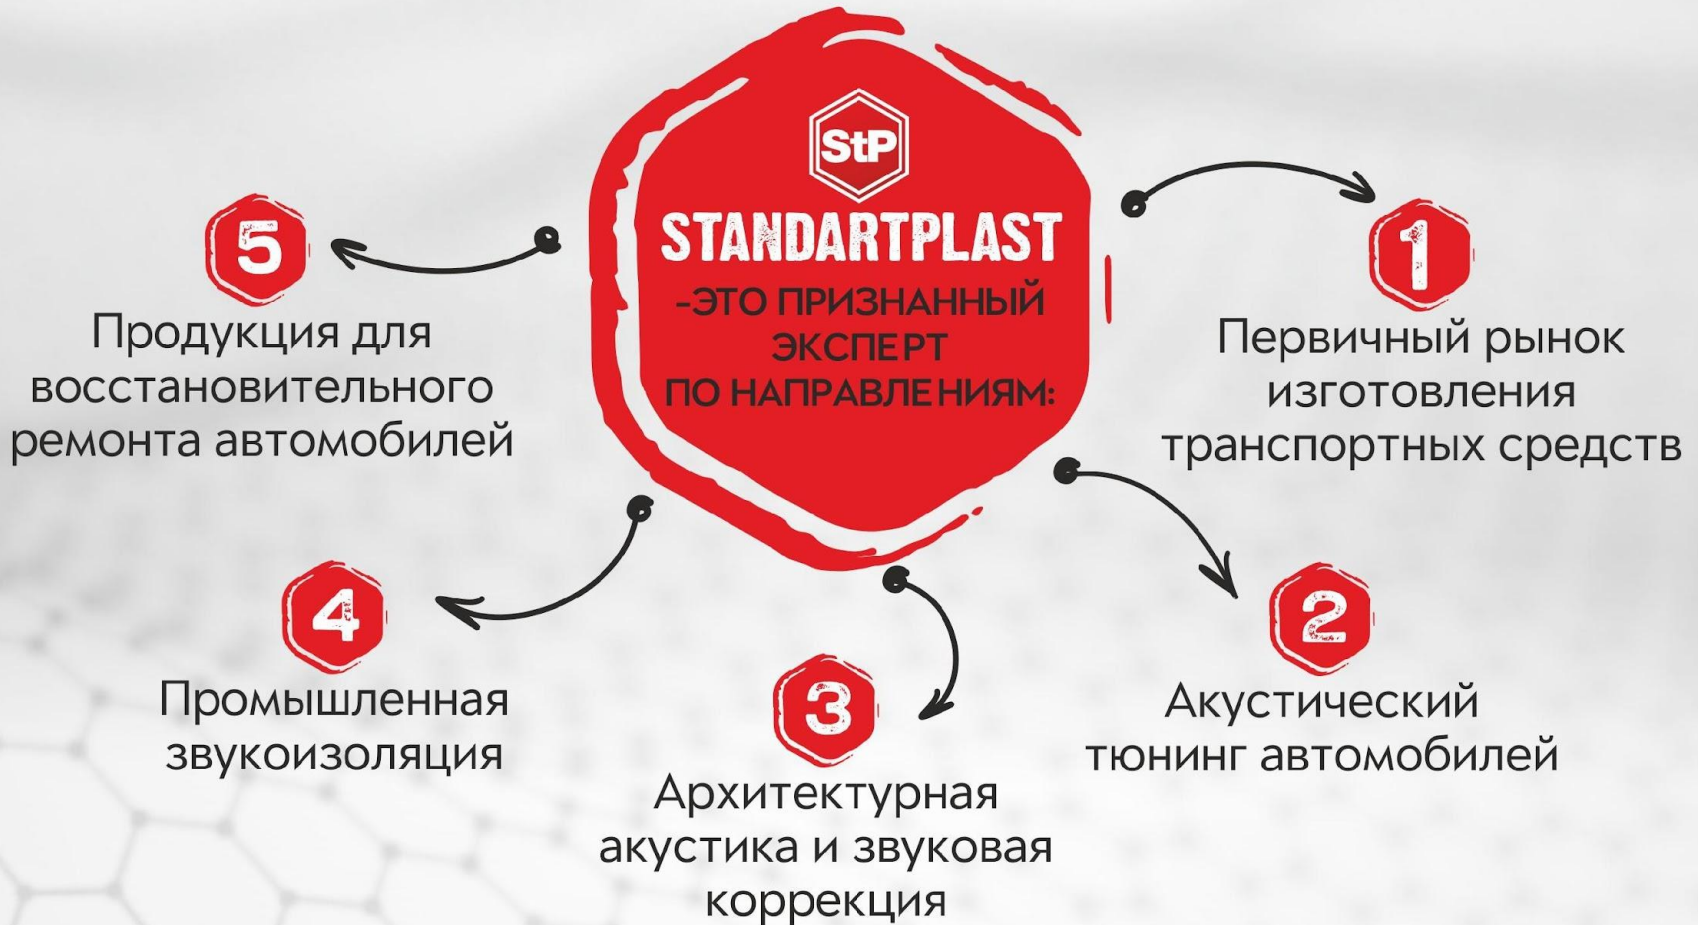 StP
STANDARTPLAST
-ЭТО ПРИЗНАННЫЙ
ЭКСПЕРТ
ПО НАПРАВЛЕНИЯМ:
1
Первичный рынок
изготовления
транспортных средств
2
Акустический
тюнинг автомобилей
3
Архитектурная
акустика и звуковая
коррекция
4
Промышленная
звукоизоляция
5
Продукция для
восстановительного
ремонта автомобилей